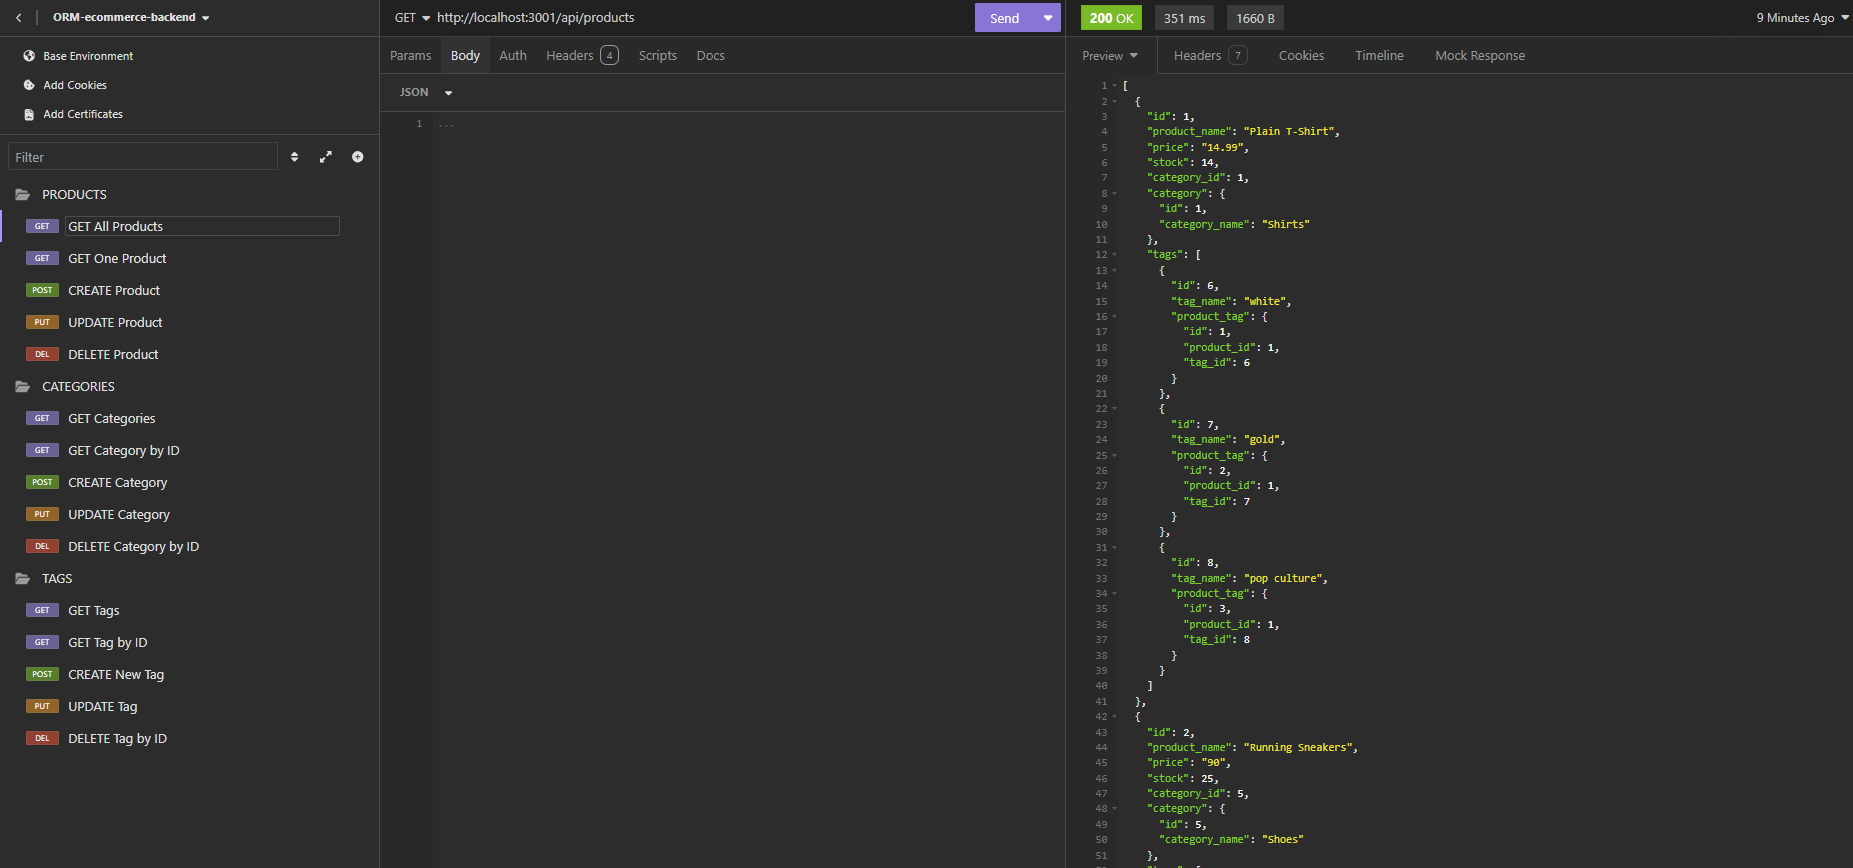 ORM-ecommerce-backend
Base Environment
Add Cookies
Add Certificates
Filter
PRODUCTS
GET GET All Products
GET GET One Product
POST CREATE Product
PUT UPDATE Product
DEL DELETE Product
CATEGORIES
GET GET Categories
GET GET Category by ID
POST CREATE Category
PUT UPDATE Category
DEL DELETE Category by ID
TAGS
GET GET Tags
GET GET Tag by ID
POST CREATE New Tag
PUT UPDATE Tag
DEL DELETE Tag by ID
GET http://localhost:3001/api/products Send
Params Body Auth Headers 4 Scripts Docs
JSON
1 ...
200 OK 351 ms 1660 B 9 Minutes Ago
Preview Headers 7 Cookies Timeline Mock Response
1 [
2 {
3 "id": 1,
4 "product_name": "Plain T-Shirt",
5 "price": "14.99",
6 "stock": 14,
7 "category_id": 1,
8 "category": {
9 "id": 1,
10 "category_name": "Shirts"
11 },
12 "tags": [
13 {
14 "id": 6,
15 "tag_name": "white",
16 "product_tag": {
17 "id": 1,
18 "product_id": 1,
19 "tag_id": 6
20 }
21 },
22 {
23 "id": 7,
24 "tag_name": "gold",
25 "product_tag": {
26 "id": 2,
27 "product_id": 1,
28 "tag_id": 7
29 }
30 },
31 {
32 "id": 8,
33 "tag_name": "pop culture",
34 "product_tag": {
35 "id": 3,
36 "product_id": 1,
37 "tag_id": 8
38 }
39 }
40 ]
41 },
42 {
43 "id": 2,
44 "product_name": "Running Sneakers",
45 "price": "90",
46 "stock": 25,
47 "category_id": 5,
48 "category": {
49 "id": 5,
50 "category_name": "Shoes"
51 },